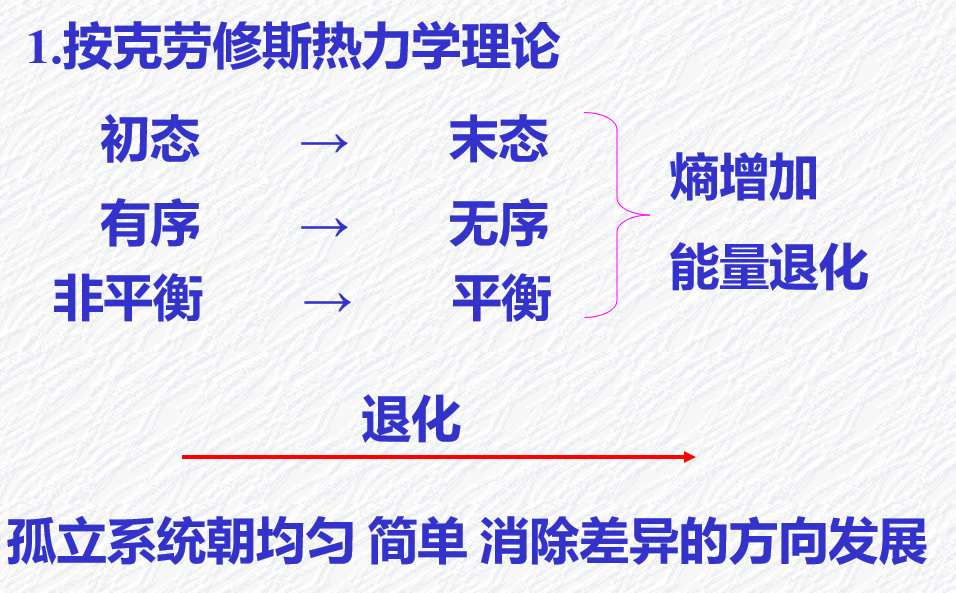 1.按克劳修斯热力学理论
初态 → 末态
有序 → 无序
非平衡 → 平衡
熵增加
能量退化
退化
孤立系统朝均匀 简单 消除差异的方向发展